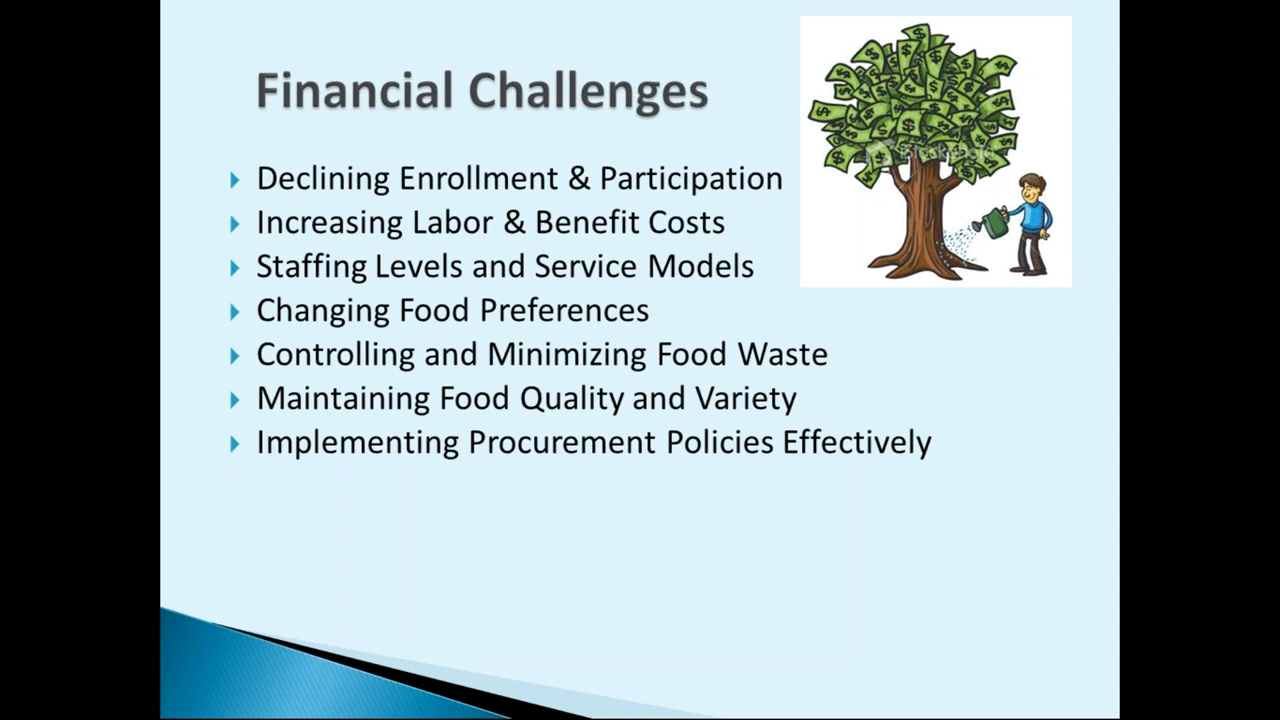 Financial Challenges
Declining Enrollment & Participation
Increasing Labor & Benefit Costs
Staffing Levels and Service Models
Changing Food Preferences
Controlling and Minimizing Food Waste
Maintaining Food Quality and Variety
Implementing Procurement Policies Effectively